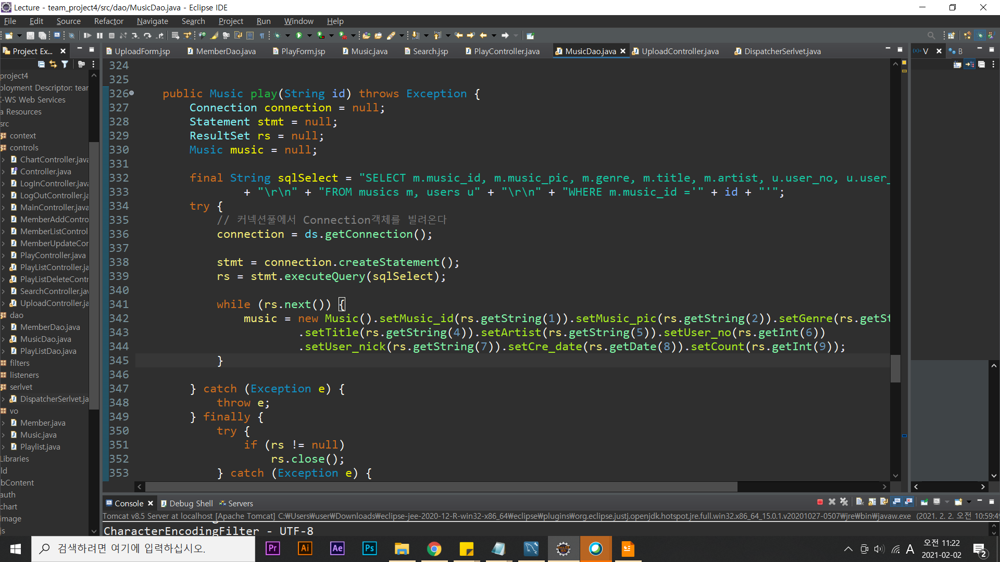 Lecture - team_project4/src/dao/MusicDao.java - Eclipse IDE
File Edit Source Refactor Navigate Search Project Run Window Help
Project Ex...
UploadForm.jsp MemberDao.java PlayForm.jsp Music.java Search.jsp PlayController.java MusicDao.java UploadController.java DispatcherSerlvet.java
(x)= V B
project4
ployment Descriptor: tear
(-WS Web Services
a Resources
src
context
controls
ChartController.java
Controller.java
LogInController.java
LogOutController.ja
MainController.java
MemberAddContro
MemberListControl
MemberUpdateCor
PlayController.java
PlayListController.ja
PlayListDeleteContr
SearchController.jav
UploadController.ja
dao
MemberDao.java
MusicDao.java
PlayListDao.java
filters
listeners
serlvet
DispatcherSerlvet.ja
vo
Member.java
Music.java
Playlist.java
Libraries
ld
bContent
auth
chart
image
js
324
325
326 public Music play(String id) throws Exception {
327 Connection connection = null;
328 Statement stmt = null;
329 ResultSet rs = null;
330 Music music = null;
331
332 final String sqlSelect = "SELECT m.music_id, m.music_pic, m.genre, m.title, m.artist, u.user_no, u.user_
333 + "\r\n" + "FROM musics m, users u" + "\r\n" + "WHERE m.music_id ='" + id + "'";
334 try {
335 // 커넥션풀에서 Connection객체를 빌려온다
336 connection = ds.getConnection();
337
338 stmt = connection.createStatement();
339 rs = stmt.executeQuery(sqlSelect);
340
341 while (rs.next()) {
342 music = new Music().setMusic_id(rs.getString(1)).setMusic_pic(rs.getString(2)).setGenre(rs.getSt
343 .setTitle(rs.getString(4)).setArtist(rs.getString(5)).setUser_no(rs.getInt(6))
344 .setUser_nick(rs.getString(7)).setCre_date(rs.getDate(8)).setCount(rs.getInt(9));
345 }
346
347 } catch (Exception e) {
348 throw e;
349 } finally {
350 try {
351 if (rs != null)
352 rs.close();
353 } catch (Exception e) {
Console Debug Shell Servers
Tomcat v8.5 Server at localhost [Apache Tomcat] C:₩Users₩user₩Downloads₩eclipse-jee-2020-12-R-win32-x86_64₩eclipse₩plugins₩org.eclipse.justj.openjdk.hotspot.jre.full.win32.x86_64_15.0.1.v20201027-0507₩jre₩bin₩javaw.exe (2021. 2. 2. 오전 10:59:49
CharacterEncodingFilter - UTF-8
검색하려면 여기에 입력하십시오.
Pr Ai Ae Ps
A
오전 11:22
2021-02-02
2